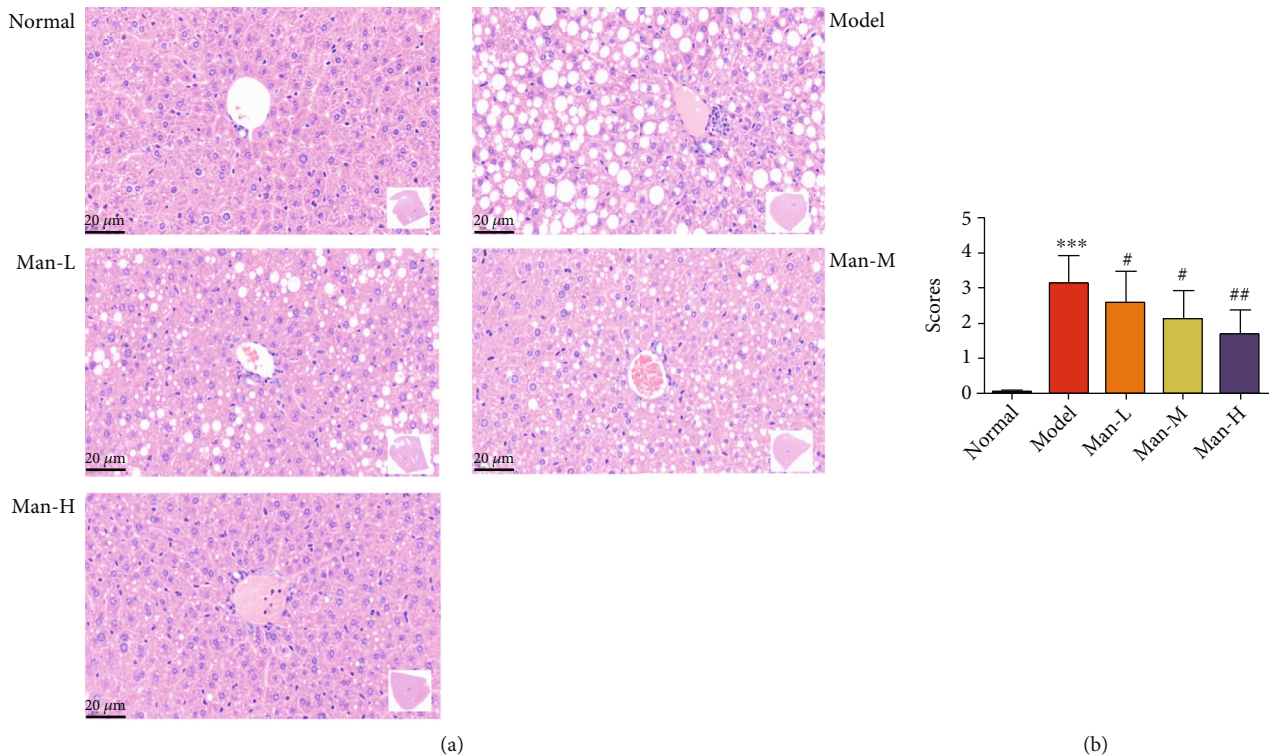 Normal
Model
20 μm
20 μm
Man-L
Man-M
20 μm
20 μm
Man-H
20 μm
(a)
Scores
5
4
3
2
1
0
***
#
#
##
Normal
Model
Man-L
Man-M
Man-H
(b)